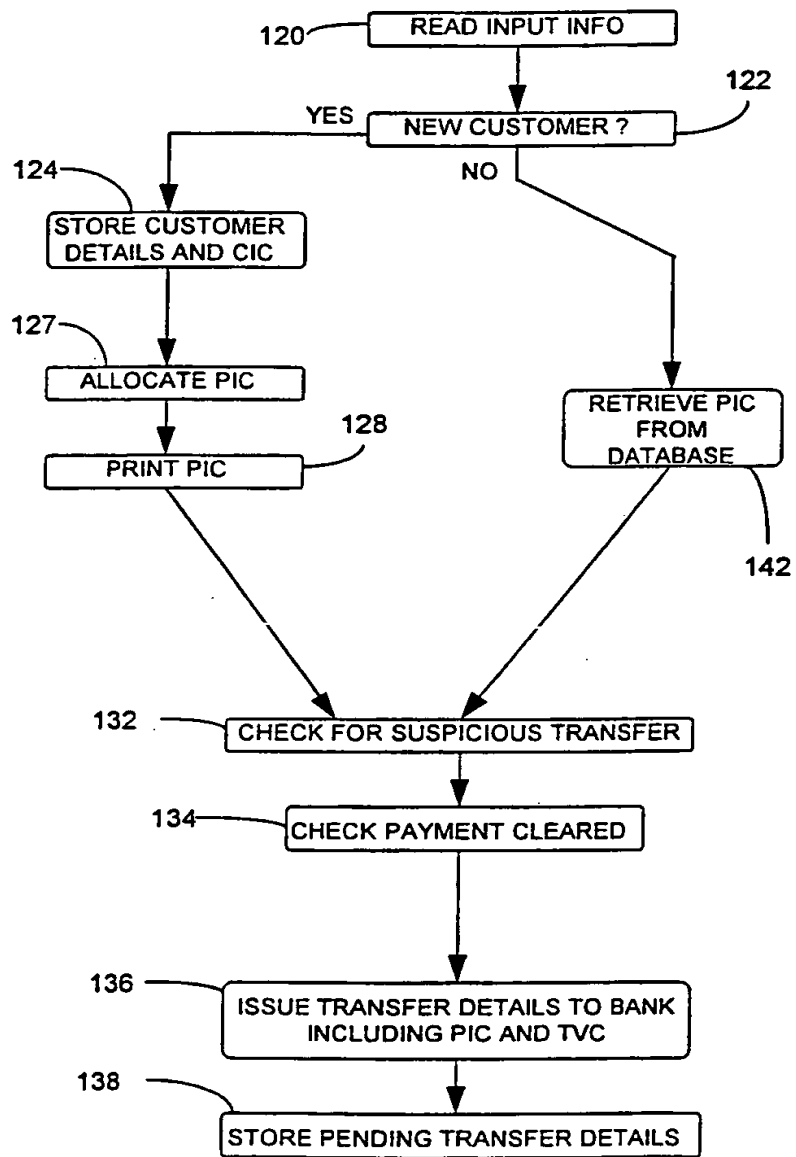 READ INPUT INFO
120
122
YES
NEW CUSTOMER ?
124
NO
STORE CUSTOMER
DETAILS AND CIC
127
ALLOCATE PIC
RETRIEVE PIC
FROM
DATABASE
128
PRINT PIC
142
132
CHECK FOR SUSPICIOUS TRANSFER
134
CHECK PAYMENT CLEARED
136
ISSUE TRANSFER DETAILS TO BANK
INCLUDING PIC AND TVC
138
STORE PENDING TRANSFER DETAILS